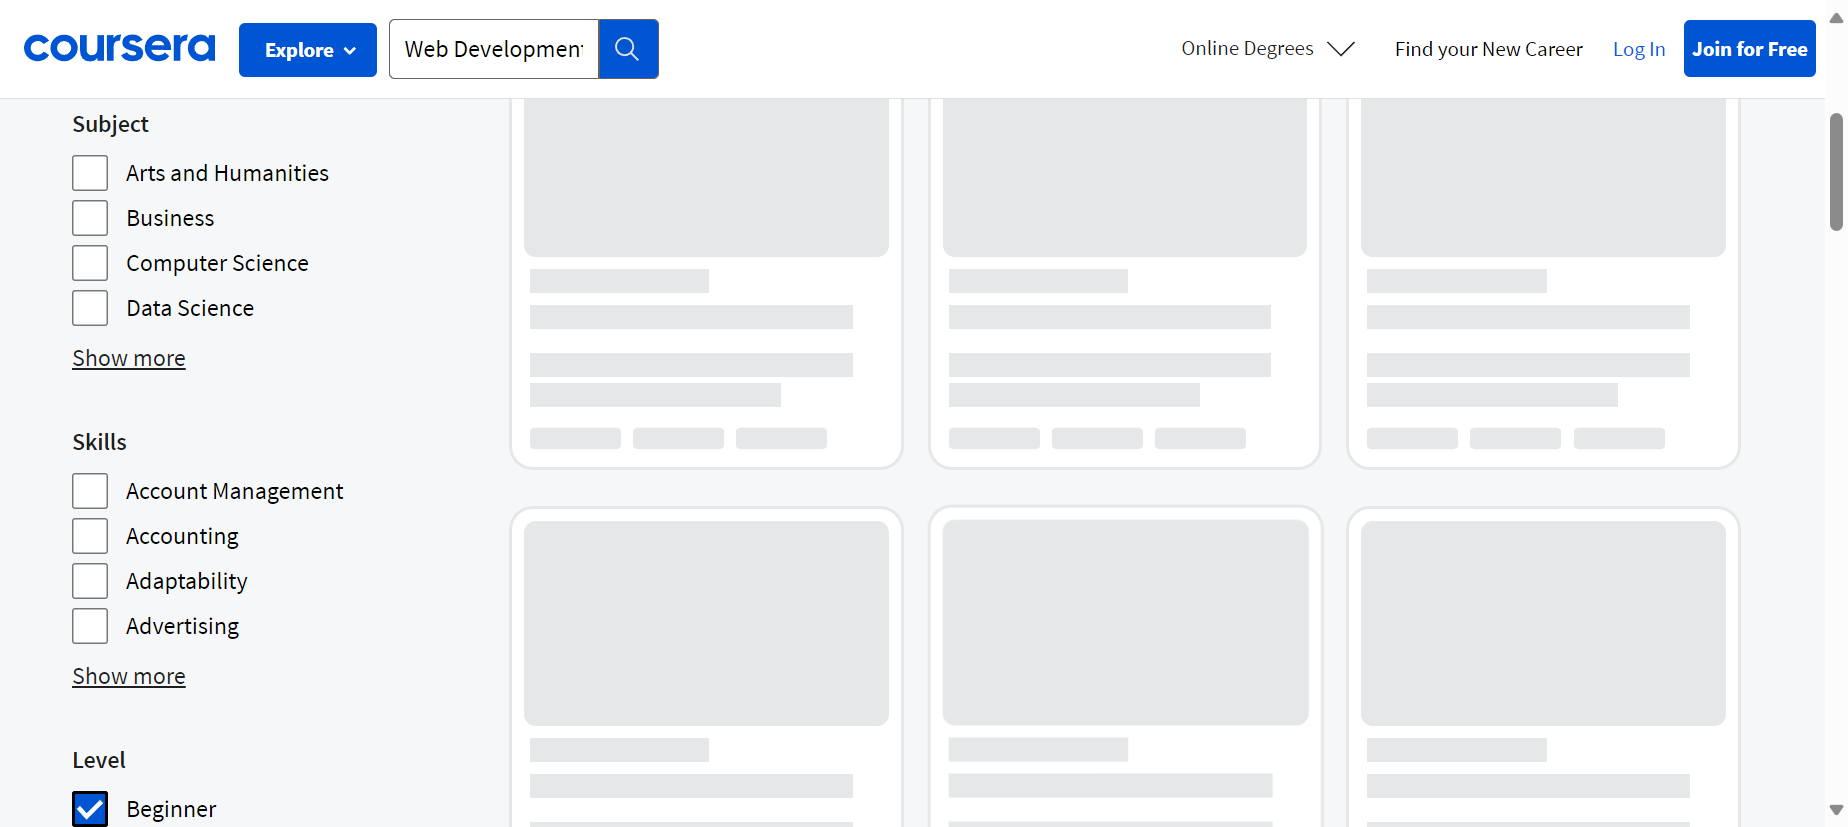 coursera
Explore
Web Development
Online Degrees
Find your New Career
Log In
Join for Free
Subject
Arts and Humanities
Business
Computer Science
Data Science
Show more
Skills
Account Management
Accounting
Adaptability
Advertising
Show more
Level
Beginner